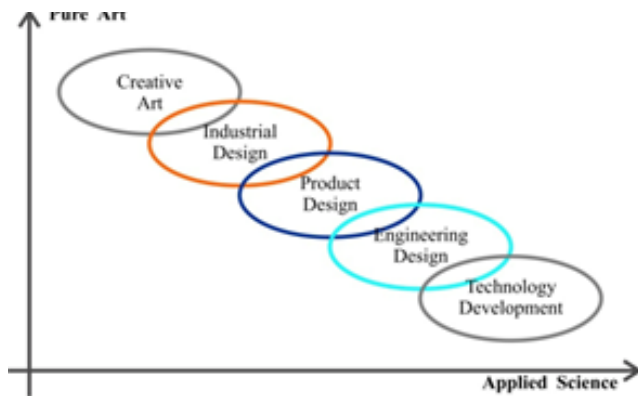 Pure Art
Creative
Art
Industrial
Design
Product
Design
Engineering
Design
Technology
Development
Applied Science